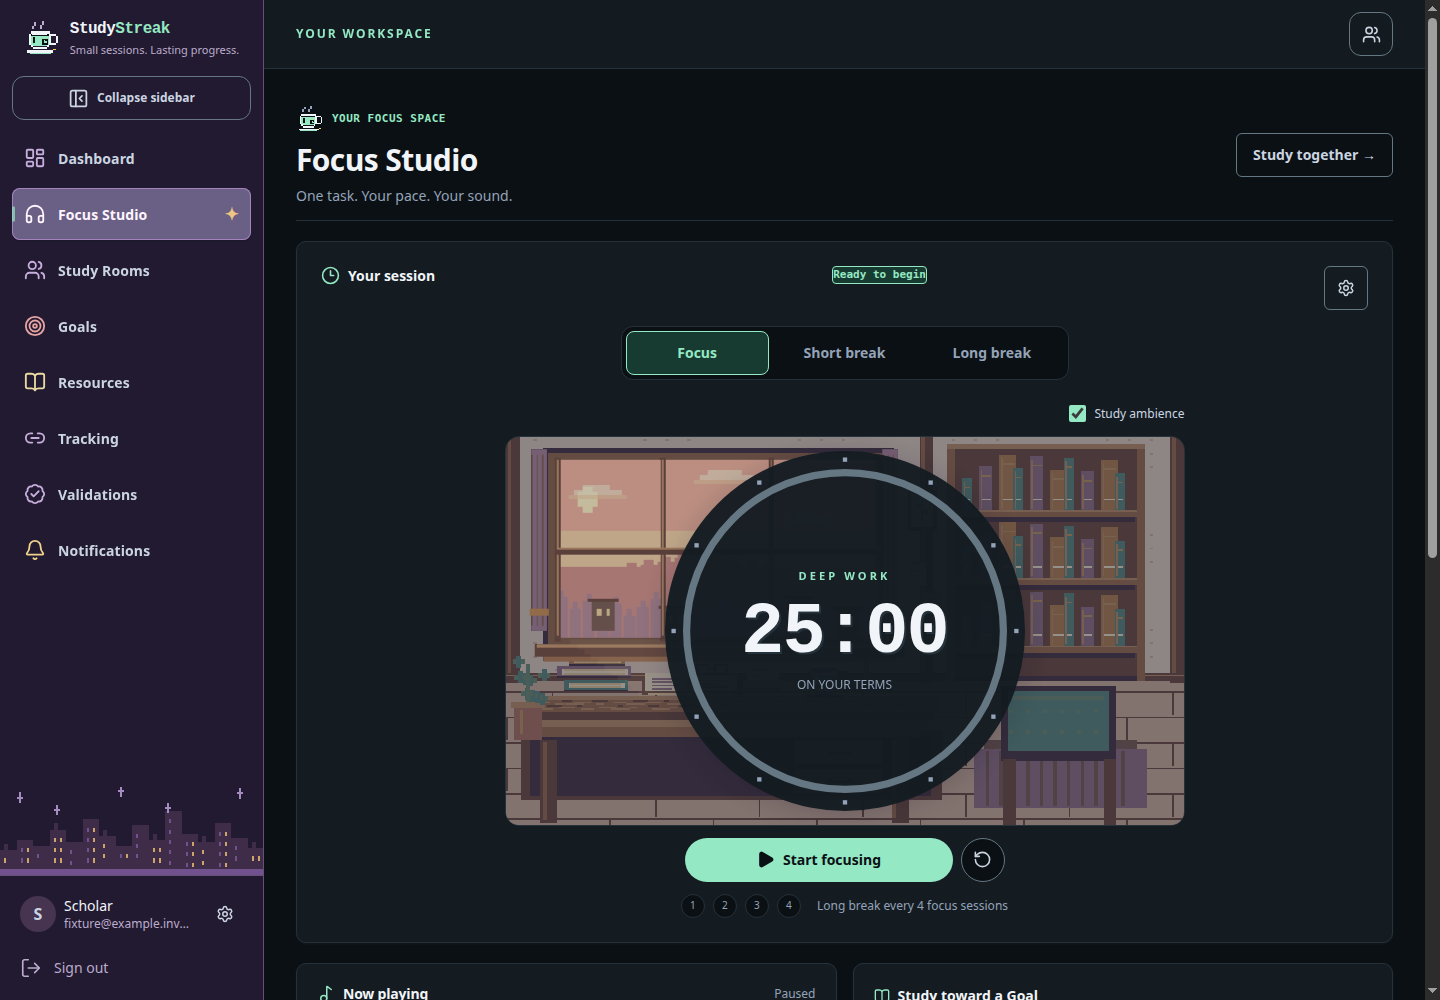 StudyStreak
Small sessions. Lasting progress.
Collapse sidebar
Dashboard
Focus Studio
Study Rooms
Goals
Resources
Tracking
Validations
Notifications
S
Scholar
fixture@example.inv...
Sign out
YOUR WORKSPACE
YOUR FOCUS SPACE
Focus Studio
One task. Your pace. Your sound.
Study together →
Your session
Ready to begin
Focus
Short break
Long break
Study ambience
DEEP WORK
25:00
ON YOUR TERMS
Start focusing
1 2 3 4 Long break every 4 focus sessions
Now playing
Paused
Study toward a Goal